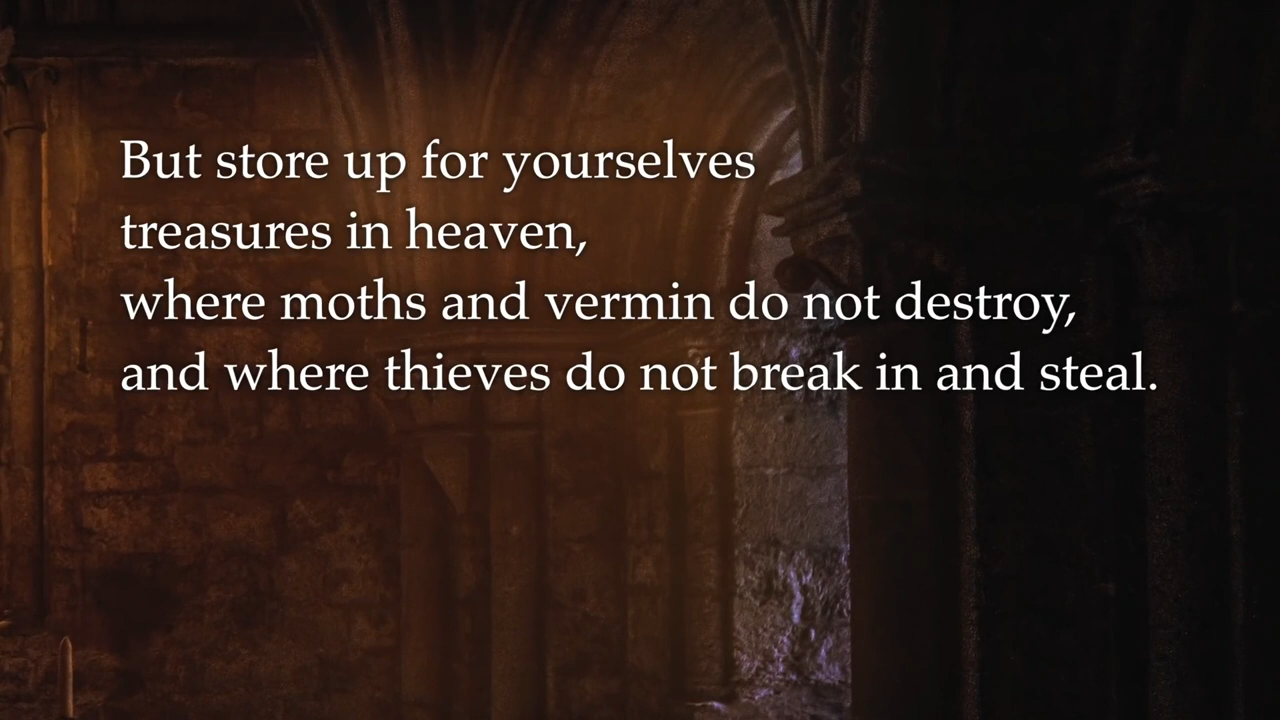 But store up for yourselves
treasures in heaven,
where moths and vermin do not destroy,
and where thieves do not break in and steal.